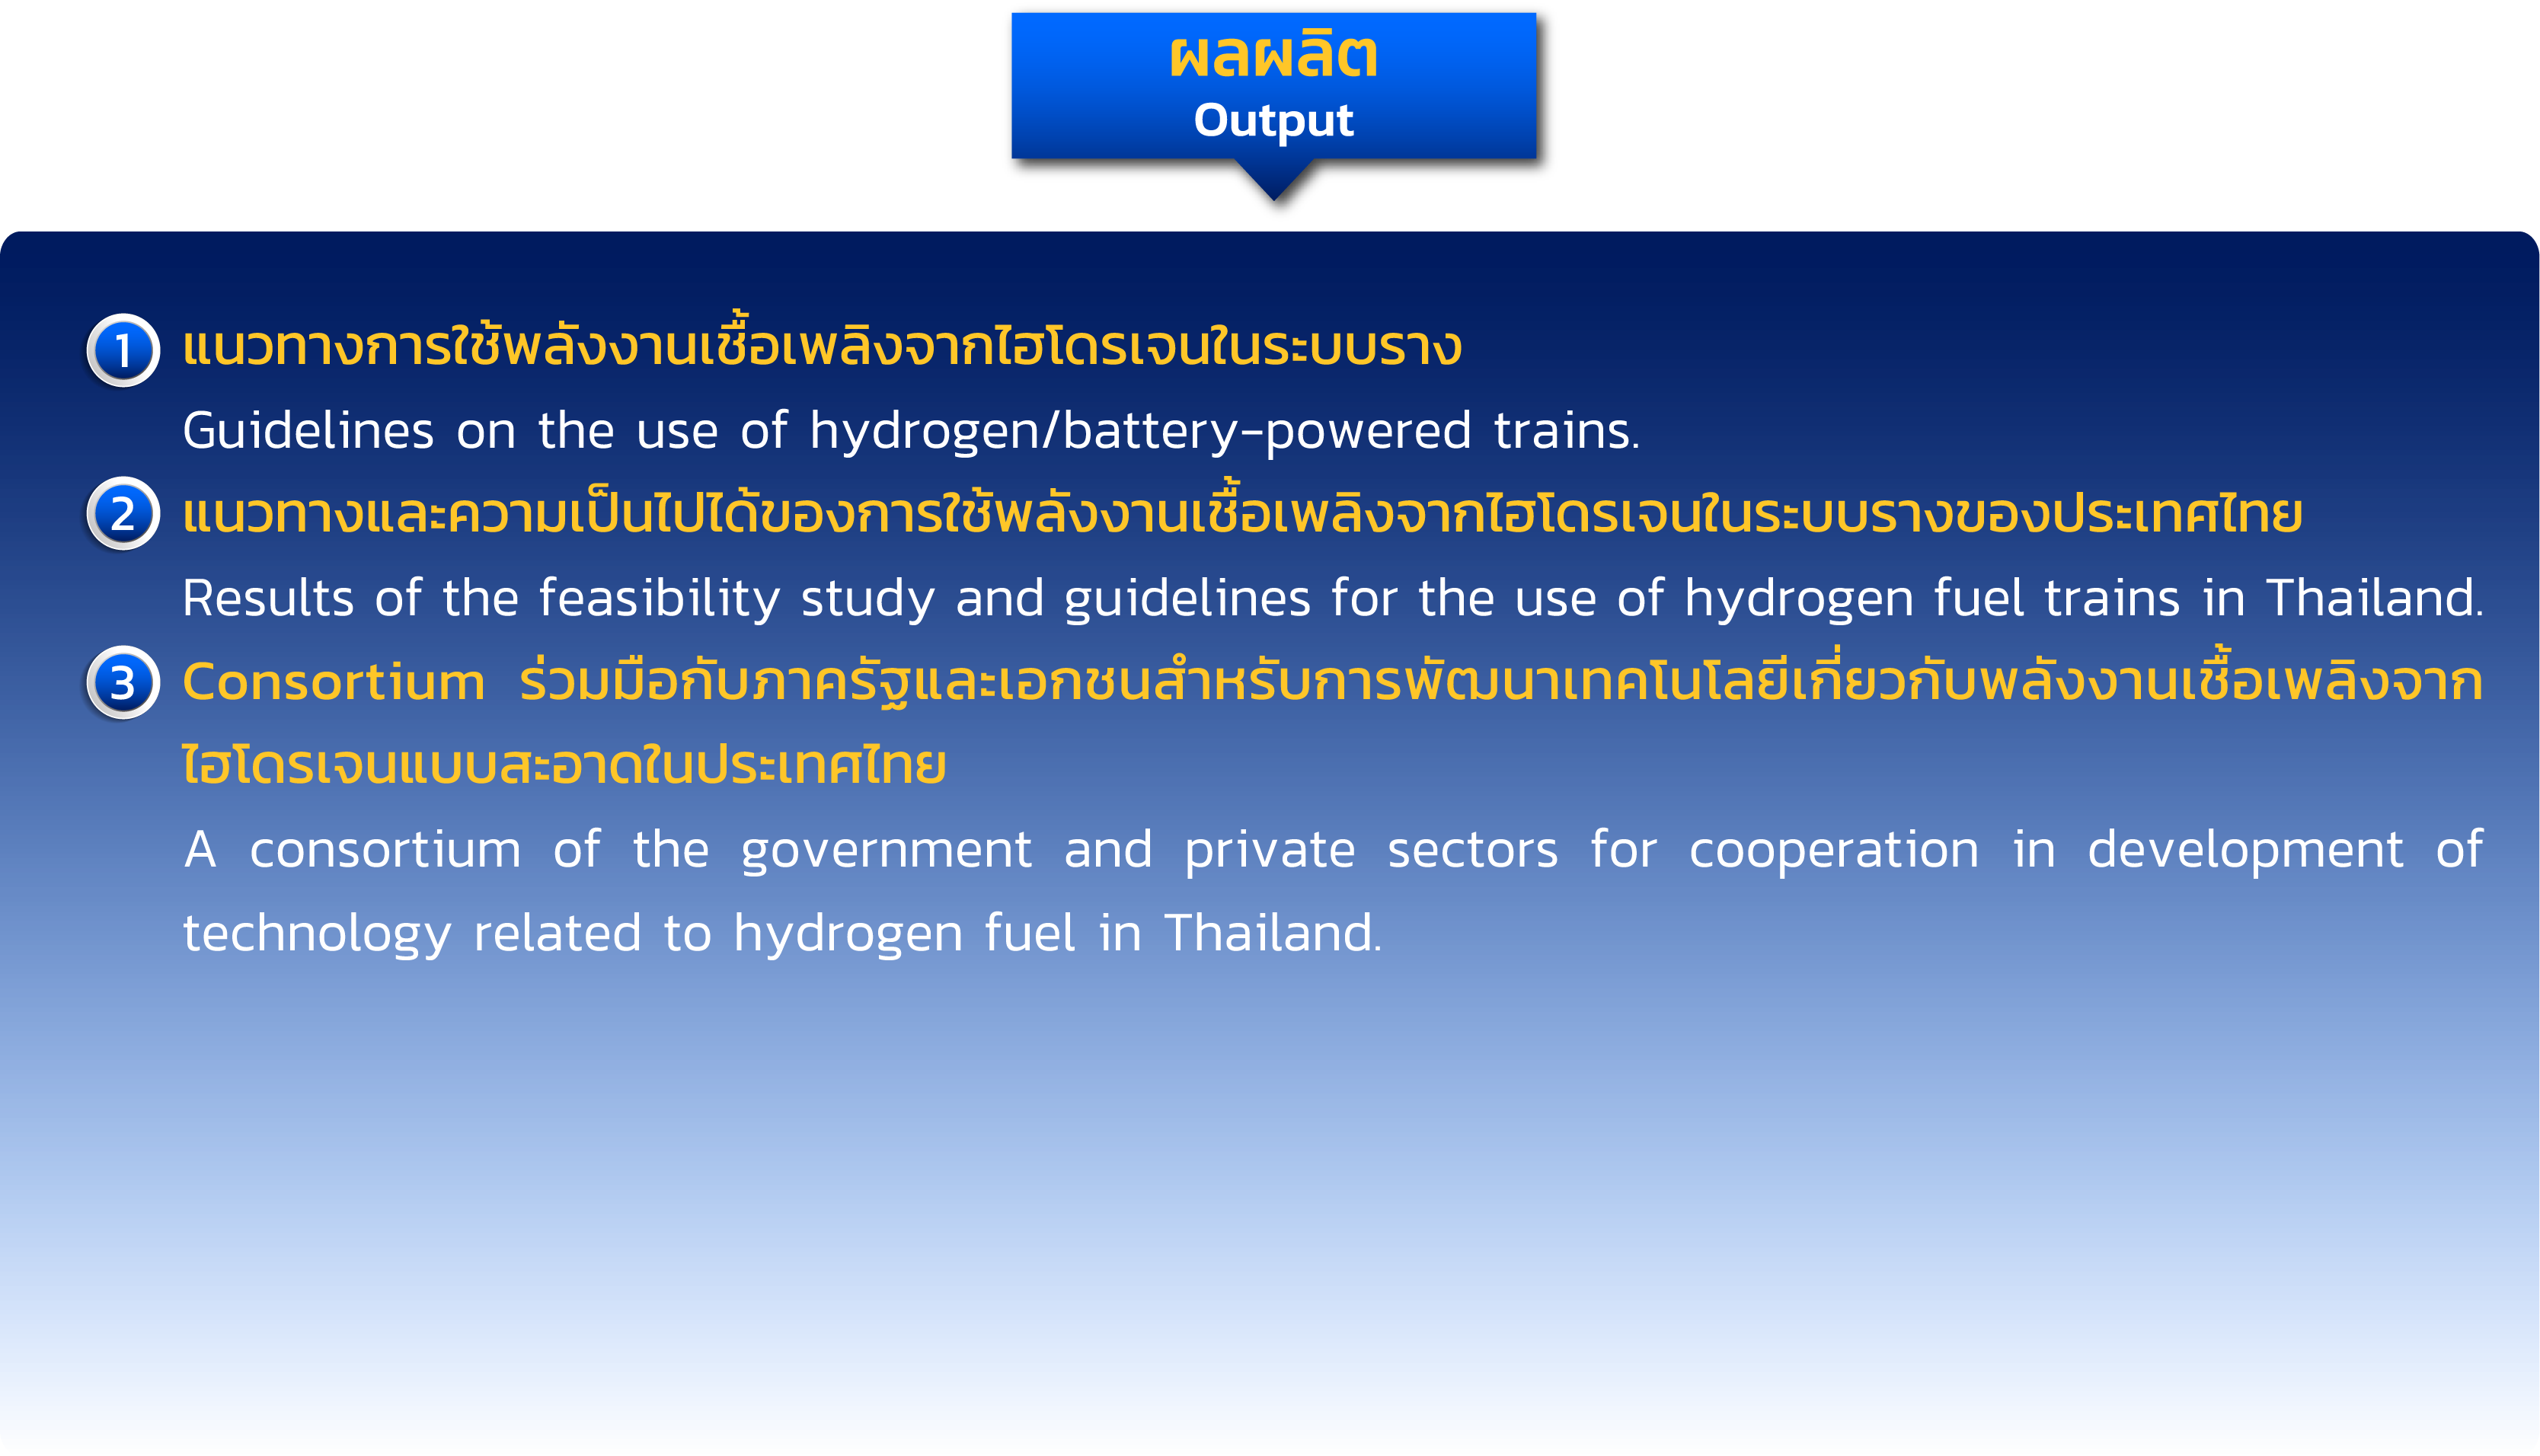 ผลผลิต
Output
1 แนวทางการใช้พลังงานเชื้อเพลิงจากไฮโดรเจนในระบบราง
Guidelines on the use of hydrogen/battery-powered trains.
2 แนวทางและความเป็นไปได้ของการใช้พลังงานเชื้อเพลิงจากไฮโดรเจนในระบบรางของประเทศไทย
Results of the feasibility study and guidelines for the use of hydrogen fuel trains in Thailand.
3 Consortium ร่วมมือกับภาครัฐและเอกชนสำหรับการพัฒนาเทคโนโลยีเกี่ยวกับพลังงานเชื้อเพลิงจาก
ไฮโดรเจนแบบสะอาดในประเทศไทย
A consortium of the government and private sectors for cooperation in development of
technology related to hydrogen fuel in Thailand.